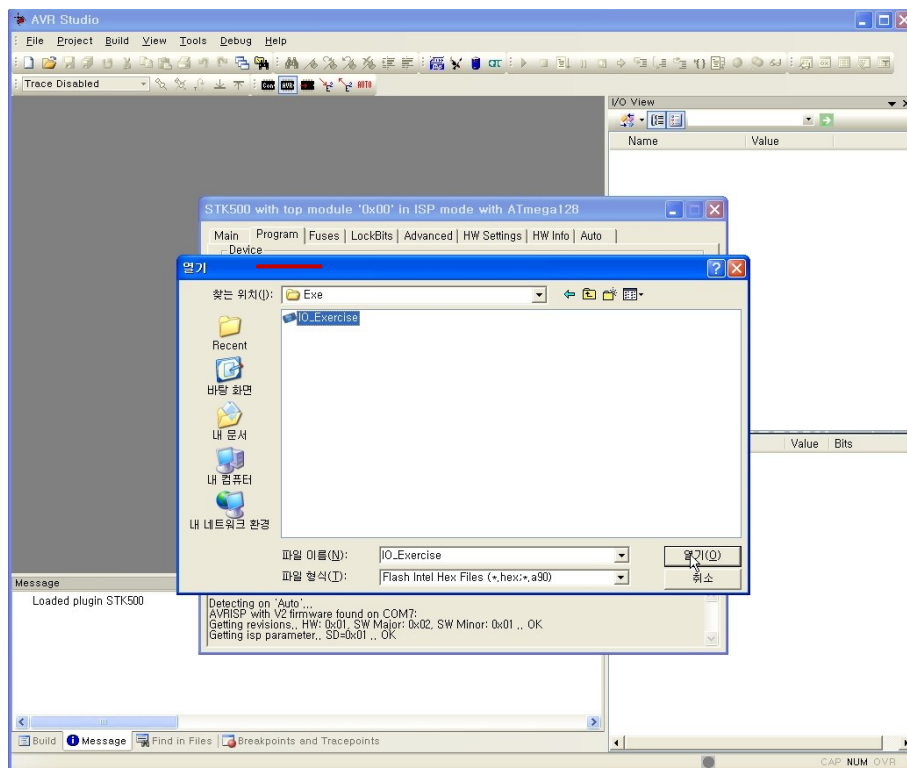 AVR Studio
File Project Build View Tools Debug Help
Trace Disabled
I/O View
Name Value
STK500 with top module '0x00' in ISP mode with ATmega128
Main Program Fuses LockBits Advanced HW Settings HW Info Auto
Device
열기
찾는 위치(I): Exe
IO_Exercise
Recent
바탕 화면
내 문서
내 컴퓨터
내 네트워크 환경
Value Bits
파일 이름(N): IO_Exercise 열기(O)
파일 형식(T): Flash Intel Hex Files (*.hex;*.a90) 취소
Message
Loaded plugin STK500
Detecting on 'Auto'...
AVRISP with V2 firmware found on COM7:
Getting revisions.. HW: 0x01, SW Major: 0x02, SW Minor: 0x01 .. OK
Getting isp parameter.. SD=0x01 .. OK
Build Message Find in Files Breakpoints and Tracepoints
CAP NUM OVR